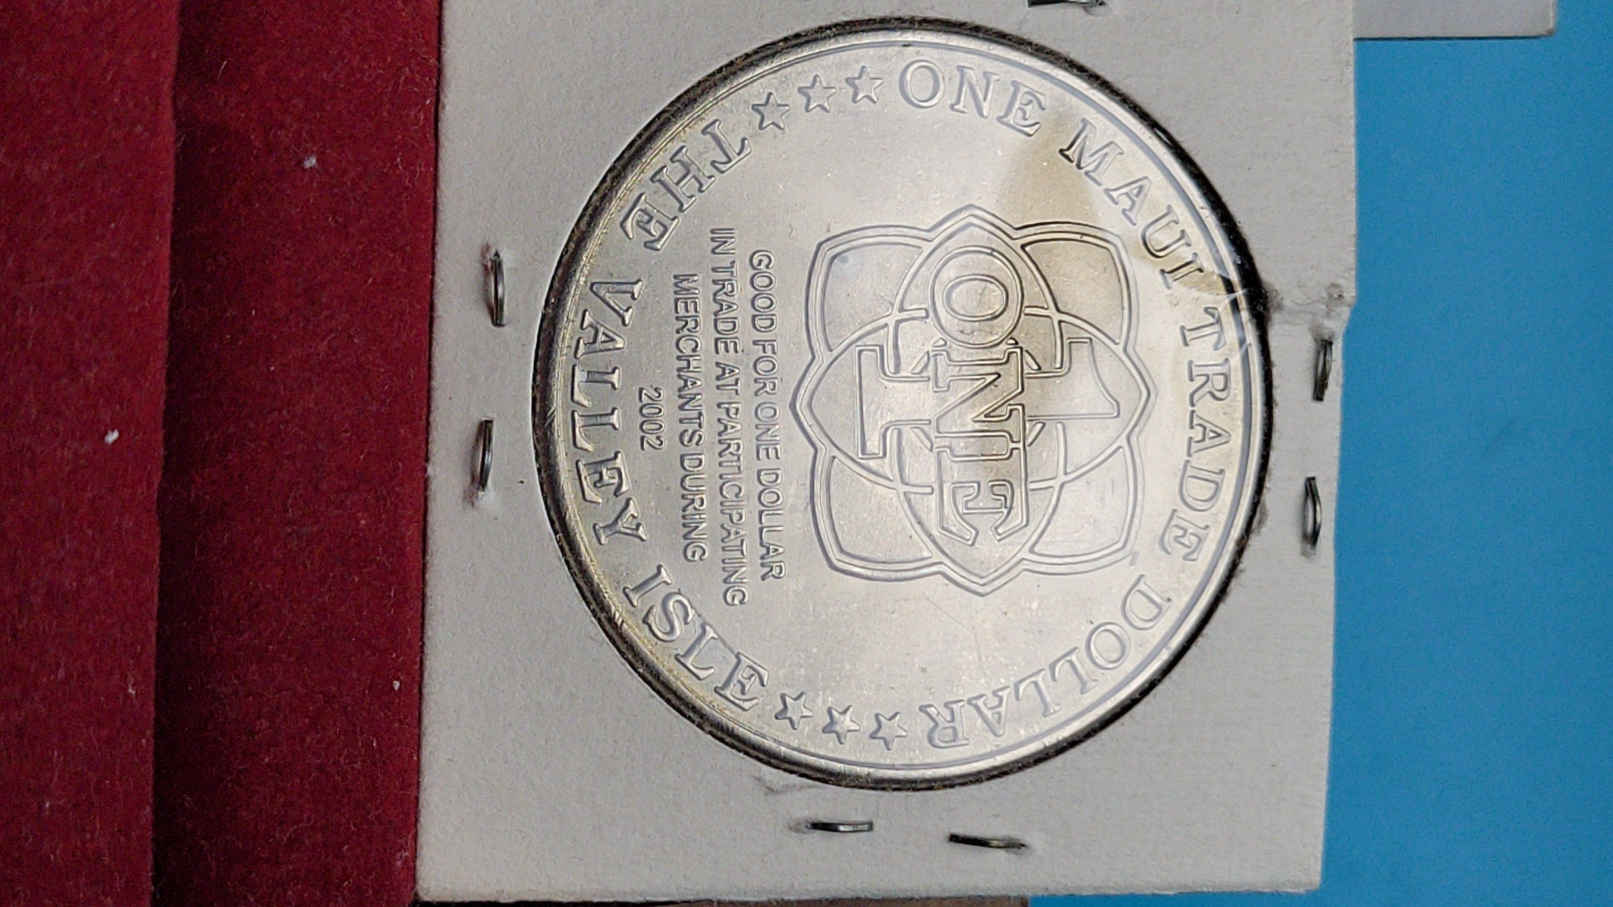 ★★★ ONE MAUI TRADE DOLLAR ★★★
1
ONE
GOOD FOR ONE DOLLAR
IN TRADE AT PARTICIPATING
MERCHANTS DURING
2002
THE VALLEY ISLE